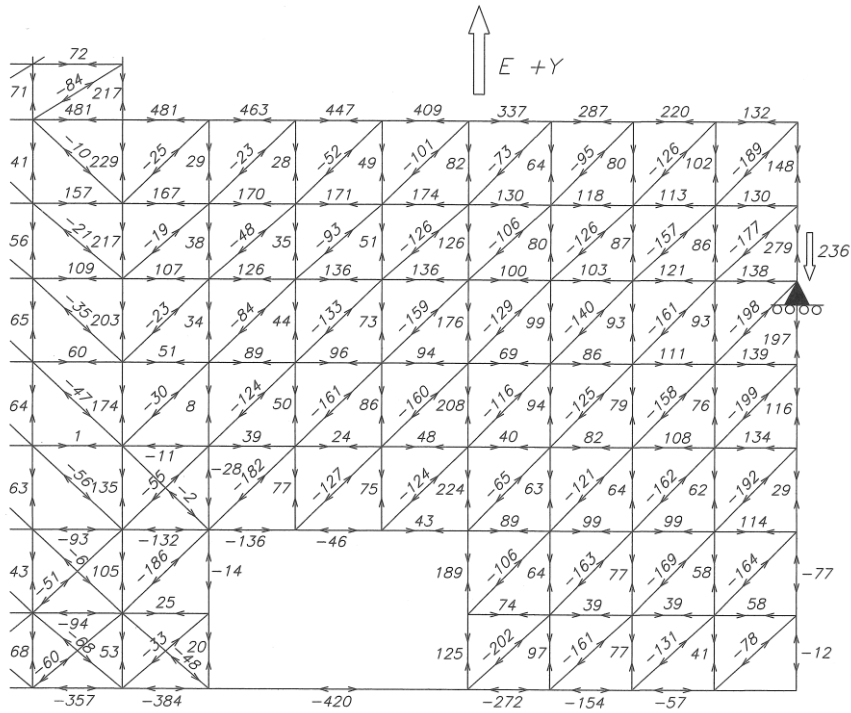 72
E +Y
71 -84 217
481 481 463 447 409 337 287 220 132
41 -10 229 -25 29 -23 28 -52 49 -101 82 -73 64 -95 80 -126 102 -189 148
157 167 170 171 174 130 118 113 130
56 -21 217 -19 38 -48 35 -93 51 -126 126 -106 80 -126 87 -157 86 -177 279 236
109 107 126 136 136 100 103 121 138
65 -35 203 -23 34 -84 44 -133 73 -159 176 -129 99 -140 93 -161 93 -198 197
60 51 89 96 94 69 86 111 139
64 -47 174 -30 8 -124 50 -161 86 -160 208 -116 94 -125 79 -158 76 -199 116
1 -11 39 24 48 40 82 108 134
63 -56 135 -55 -2 -28 -182 77 -127 75 -124 224 -65 63 -121 64 -162 62 -192 29
-93 -132 -136 -46 43 89 99 99 114
43 -51 -6 105 -186 -14 189 -106 64 -163 77 -169 58 -164 -77
-94 25 74 39 39 58
68 -60 -68 53 -33 -48 20 125 -202 97 -161 77 -131 41 -78 -12
-357 -384 -420 -272 -154 -57